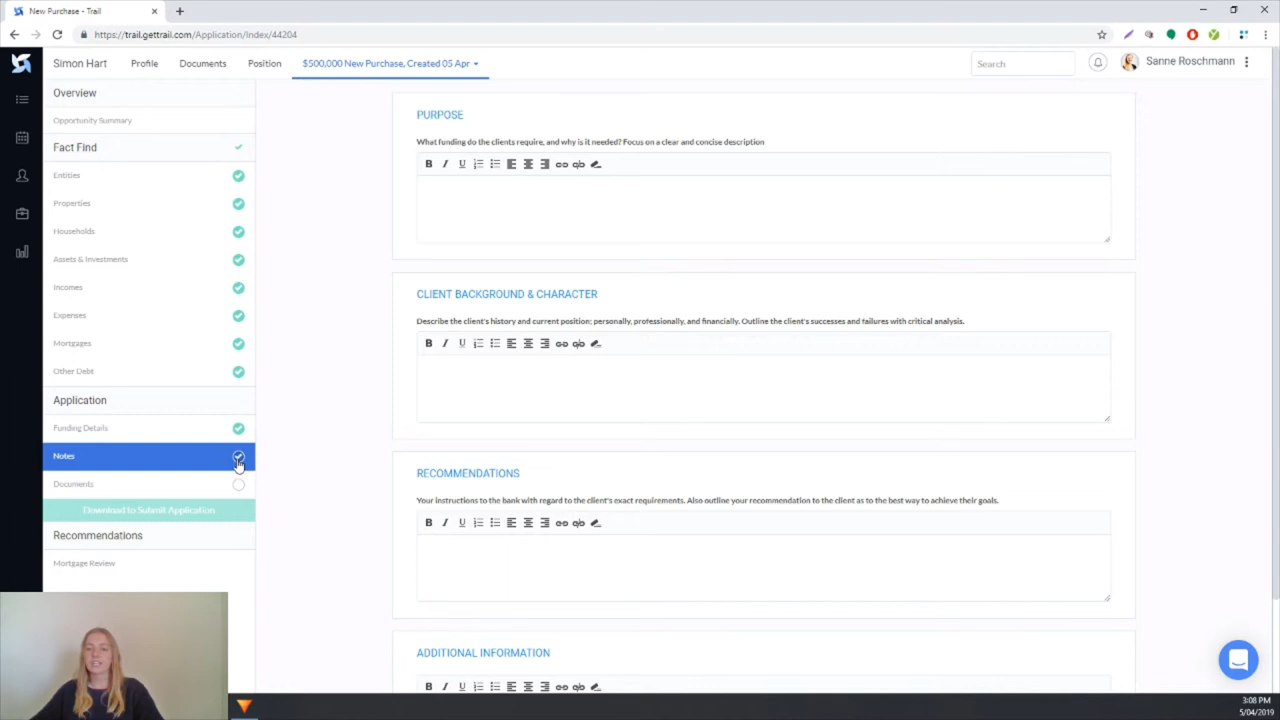 New Purchase - Trail
https://trail.gettrail.com/Application/Index/44204
Simon Hart
Profile
Documents
Position
$500,000 New Purchase, Created 05 Apr
Search
Sanne Roschmann
Overview
Opportunity Summary
Fact Find
Entities
Properties
Households
Assets & Investments
Incomes
Expenses
Mortgages
Other Debt
Application
Funding Details
Notes
Documents
Download to Submit Application
Recommendations
Mortgage Review
PURPOSE
What funding do the clients require, and why is it needed? Focus on a clear and concise description
B I U
CLIENT BACKGROUND & CHARACTER
Describe the client's history and current position; personally, professionally, and financially. Outline the client's successes and failures with critical analysis.
B I U
RECOMMENDATIONS
Your instructions to the bank with regard to the client's exact requirements. Also outline your recommendation to the client as to the best way to achieve their goals.
B I U
ADDITIONAL INFORMATION
B I U
3:08 PM
5/04/2019